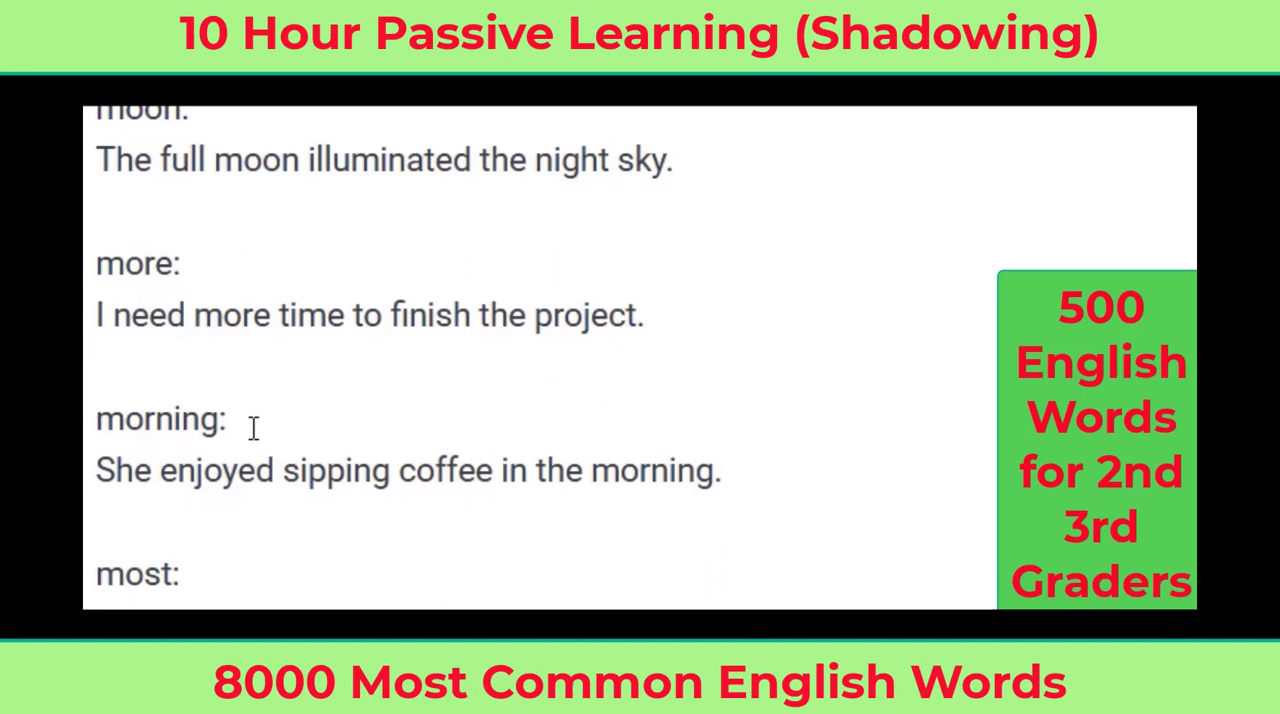 10 Hour Passive Learning (Shadowing)
moon:
The full moon illuminated the night sky.
more:
I need more time to finish the project.
morning:
She enjoyed sipping coffee in the morning.
most:
500
English
Words
for 2nd
3rd
Graders
8000 Most Common English Words